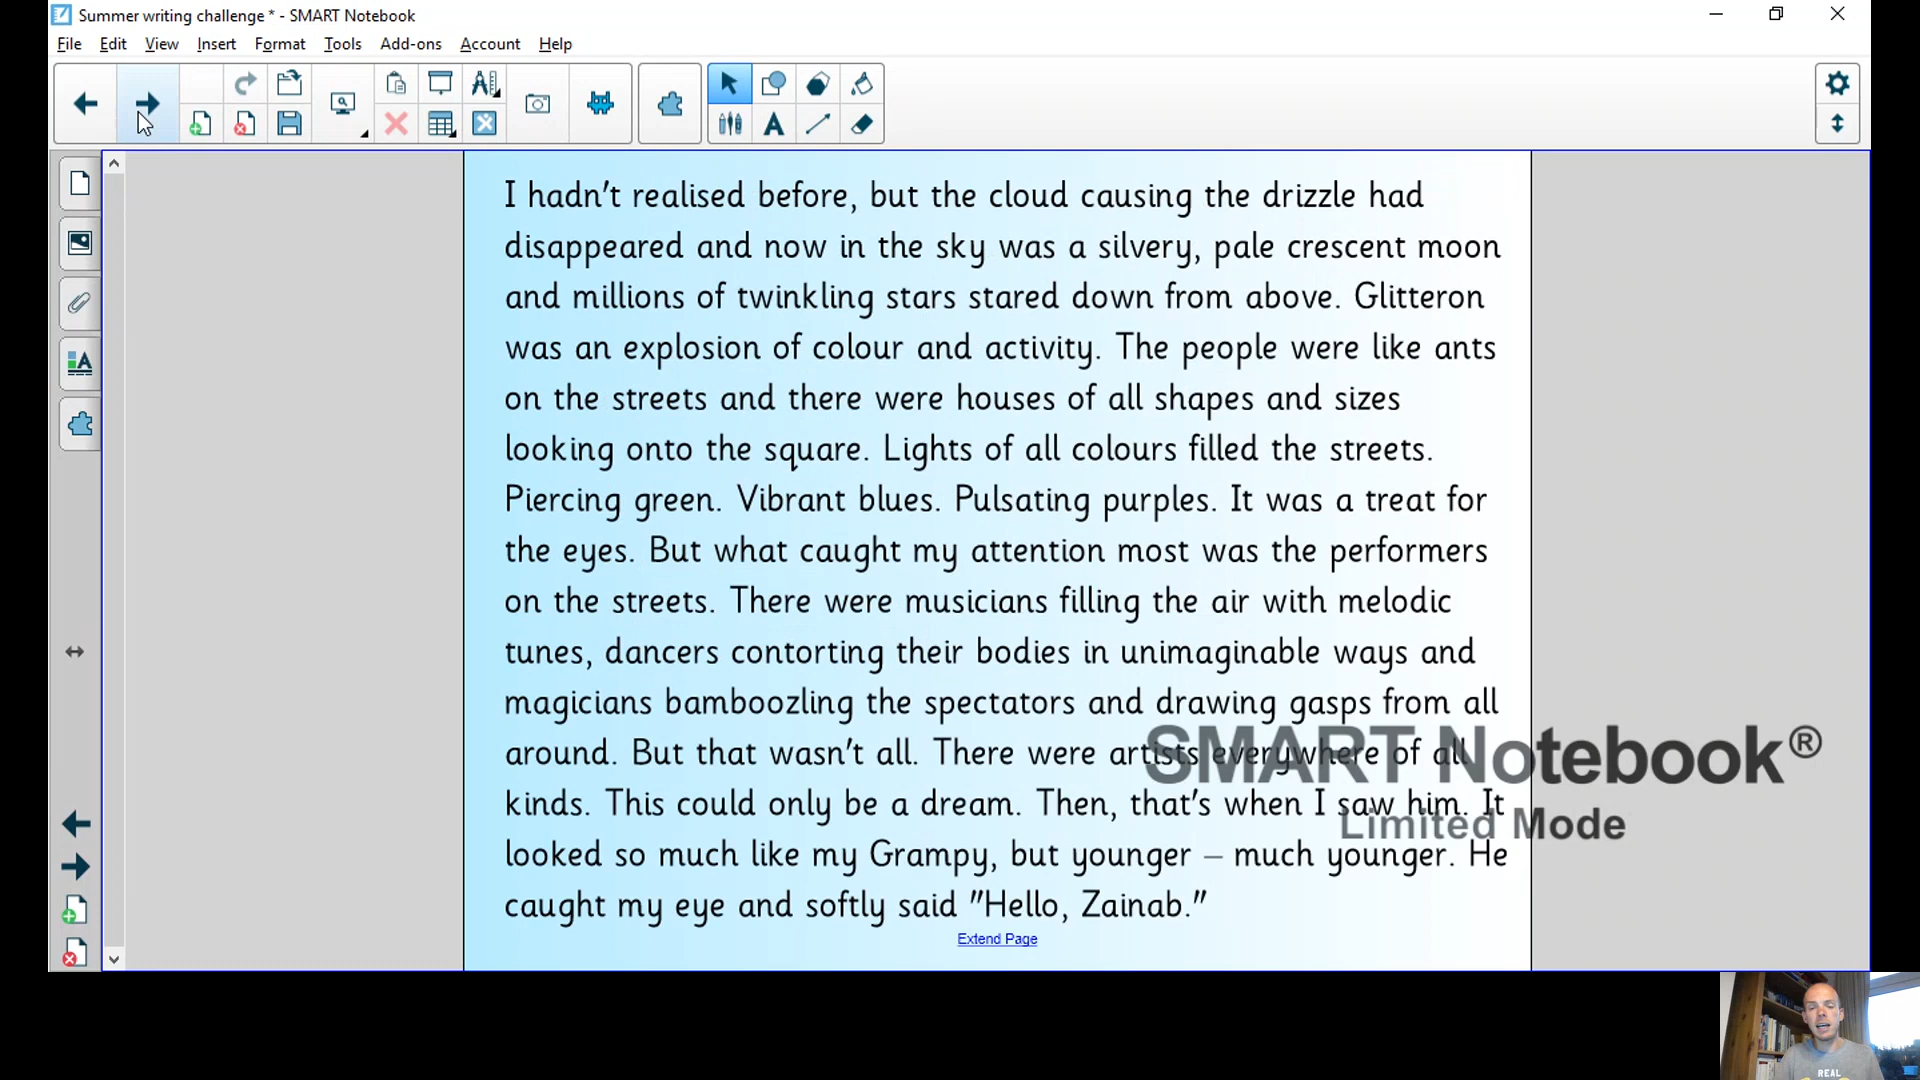 Summer writing challenge * - SMART Notebook
File Edit View Insert Format Tools Add-ons Account Help
I hadn't realised before, but the cloud causing the drizzle had
disappeared and now in the sky was a silvery, pale crescent moon
and millions of twinkling stars stared down from above. Glitteron
was an explosion of colour and activity. The people were like ants
on the streets and there were houses of all shapes and sizes
looking onto the square. Lights of all colours filled the streets.
Piercing green. Vibrant blues. Pulsating purples. It was a treat for
the eyes. But what caught my attention most was the performers
on the streets. There were musicians filling the air with melodic
tunes, dancers contorting their bodies in unimaginable ways and
magicians bamboozling the spectators and drawing gasps from all
around. But that wasn't all. There were artists everywhere of all
kinds. This could only be a dream. Then, that's when I saw him. It
looked so much like my Grampy, but younger – much younger. He
caught my eye and softly said "Hello, Zainab."
SMART Notebook®
Limited Mode
Extend Page
REAL